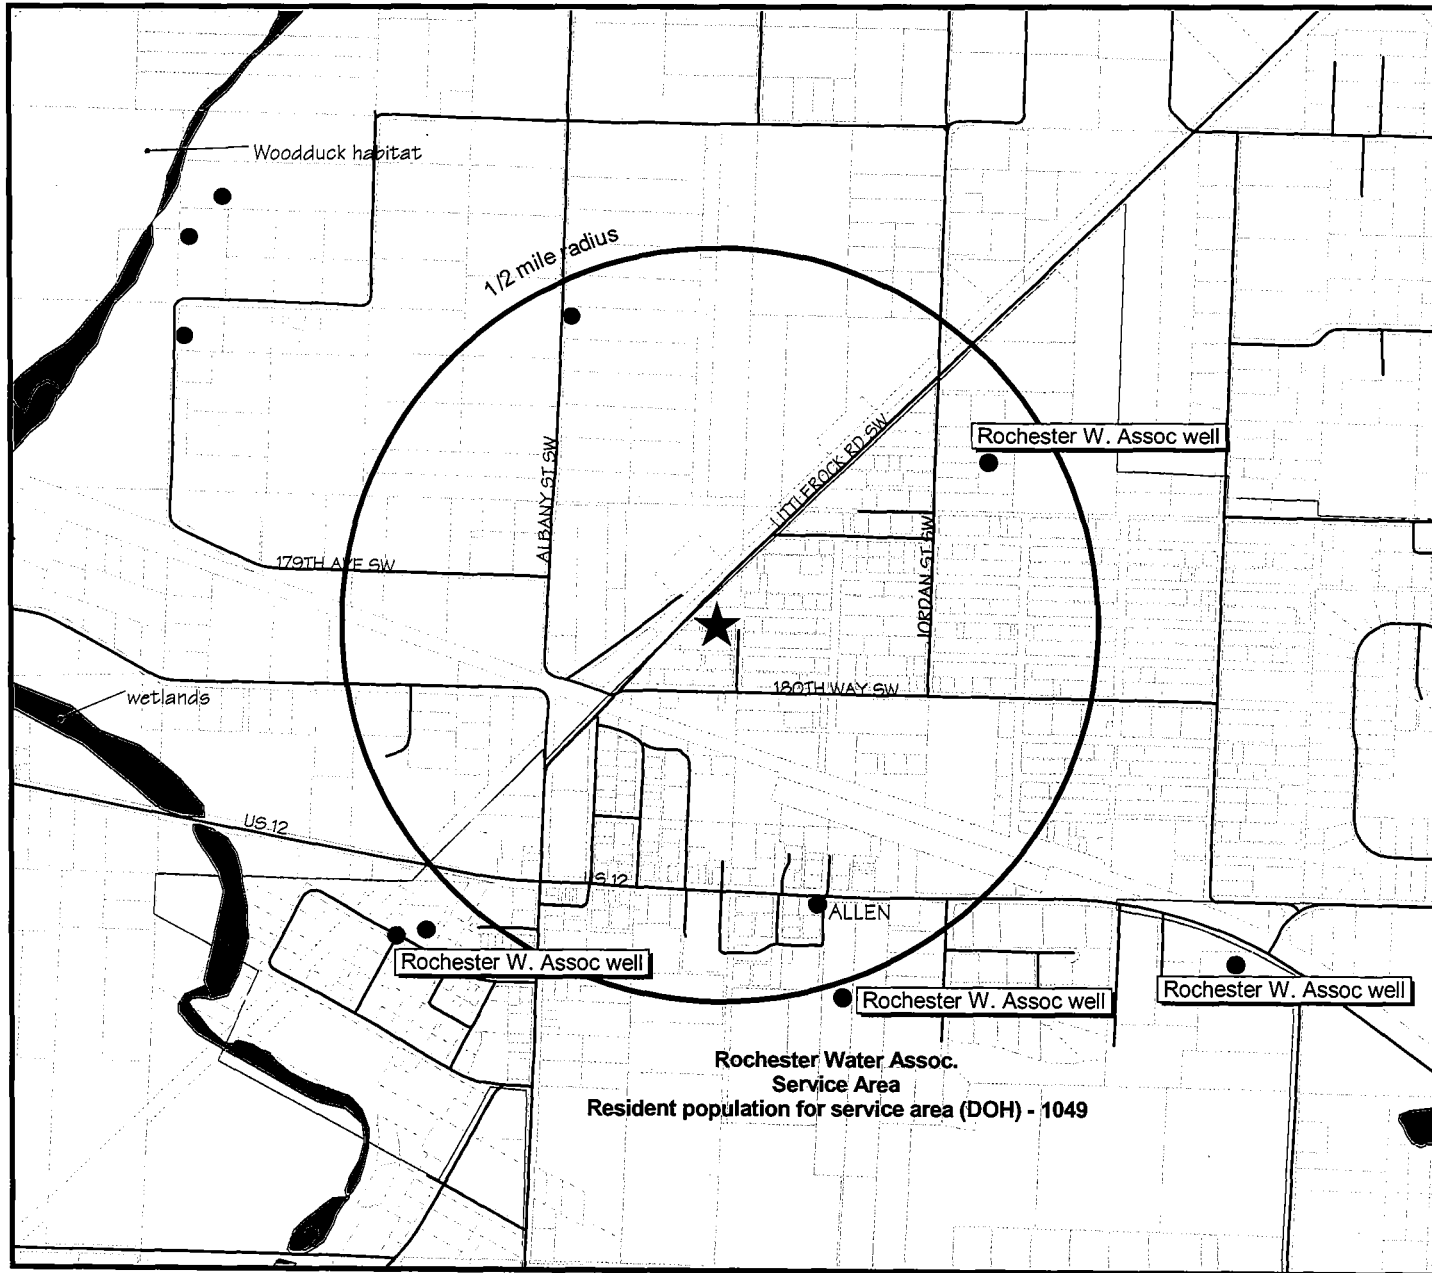 Woodduck habitat
1/2 mile radius
Rochester W. Assoc well
LITTLEROCK RD SW
ALBANY ST SW
JORDAN ST SW
179TH AVE SW
180TH WAY SW
wetlands
US 12
S 12
ALLEN
Rochester W. Assoc well
Rochester W. Assoc well
Rochester W. Assoc well
Rochester Water Assoc.
Service Area
Resident population for service area (DOH) - 1049